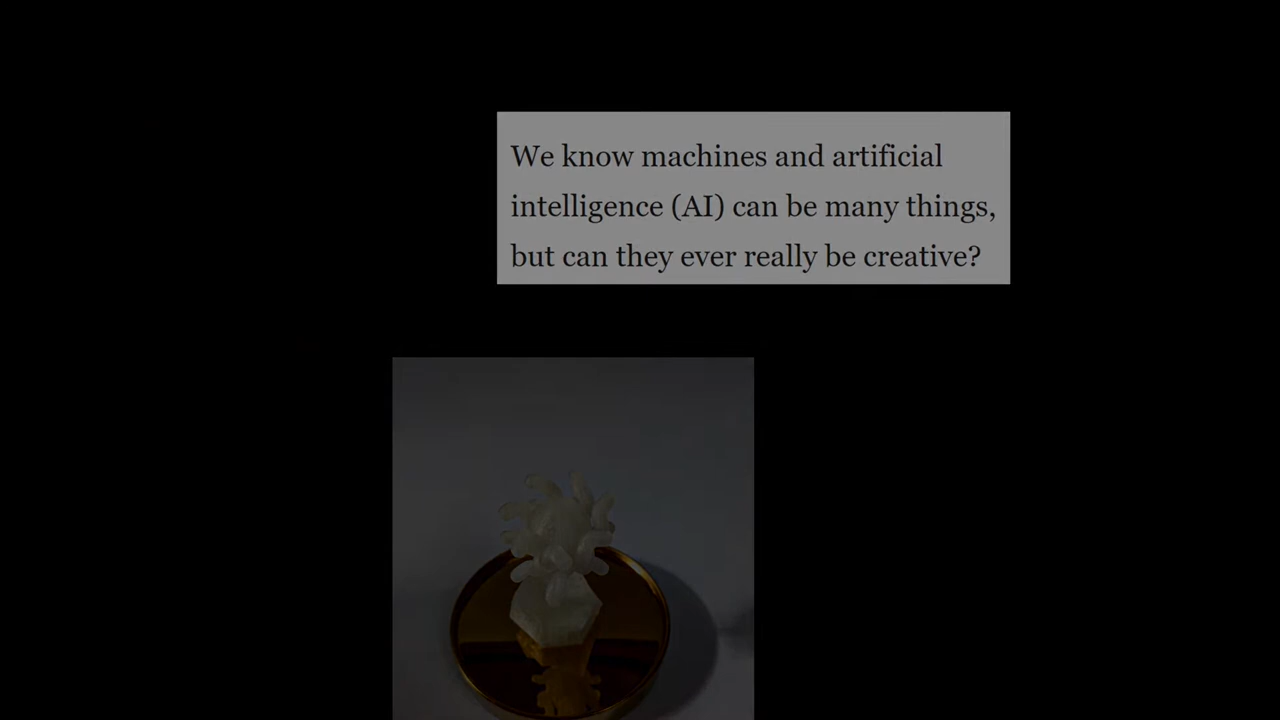 We know machines and artificial
intelligence (AI) can be many things,
but can they ever really be creative?